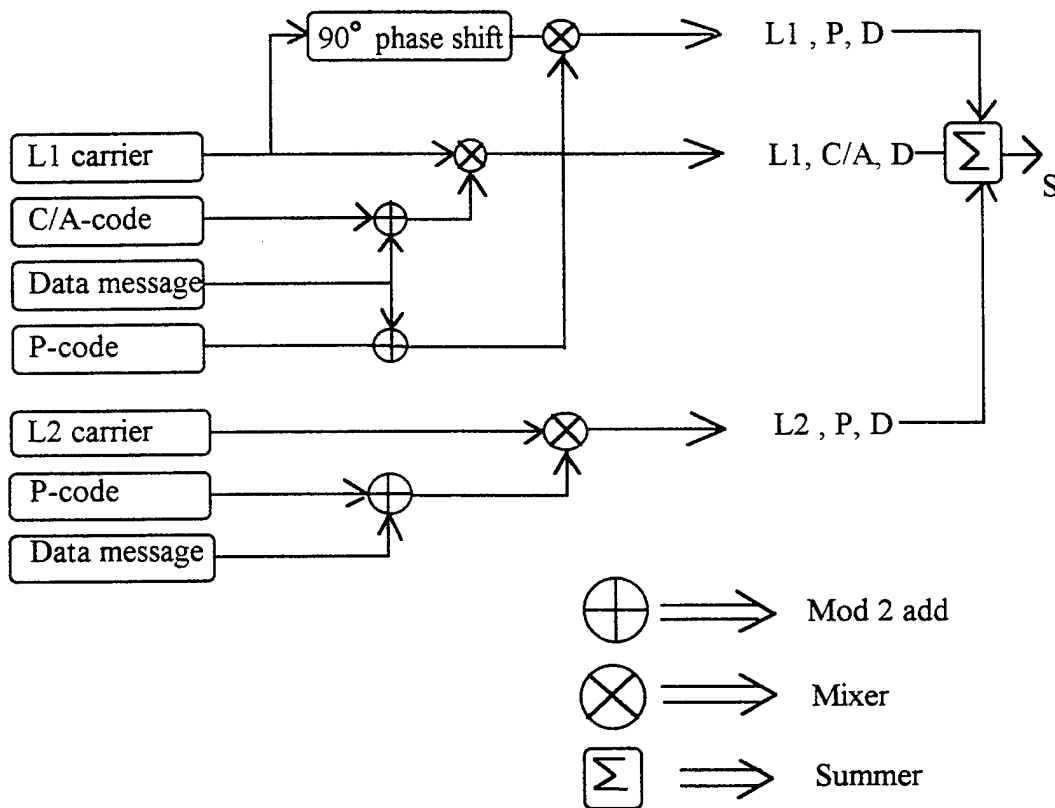 90° phase shift
L1 , P, D
L1 carrier
L1, C/A, D
Σ
S
C/A-code
Data message
P-code
L2 carrier
L2 , P, D
P-code
Data message
Mod 2 add
Mixer
Σ
Summer